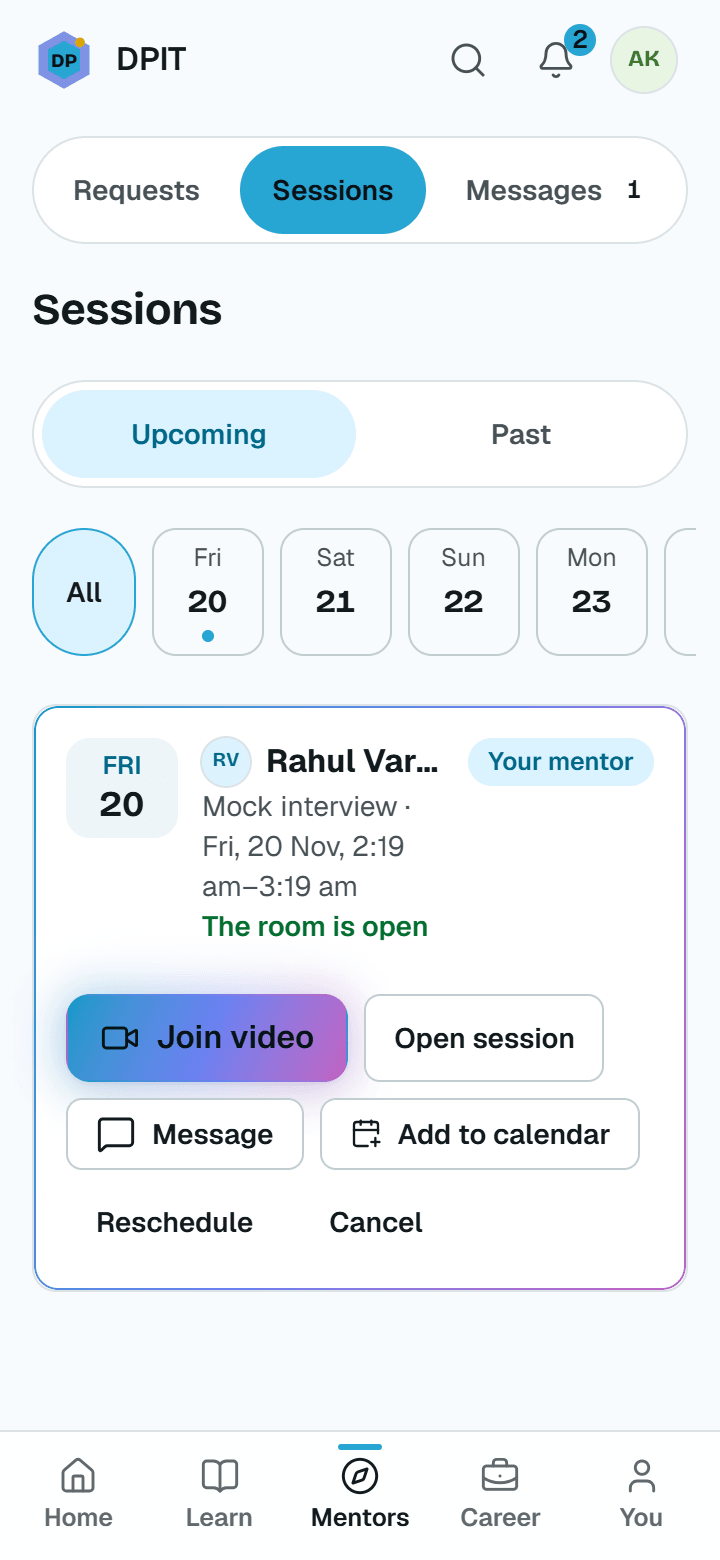 DP DPIT 2 AK
Requests Sessions Messages 1
Sessions
Upcoming Past
All
Fri Sat Sun Mon
20 21 22 23
FRI
20
RV Rahul Var... Your mentor
Mock interview ·
Fri, 20 Nov, 2:19
am–3:19 am
The room is open
Join video Open session
Message Add to calendar
Reschedule Cancel
Home Learn Mentors Career You